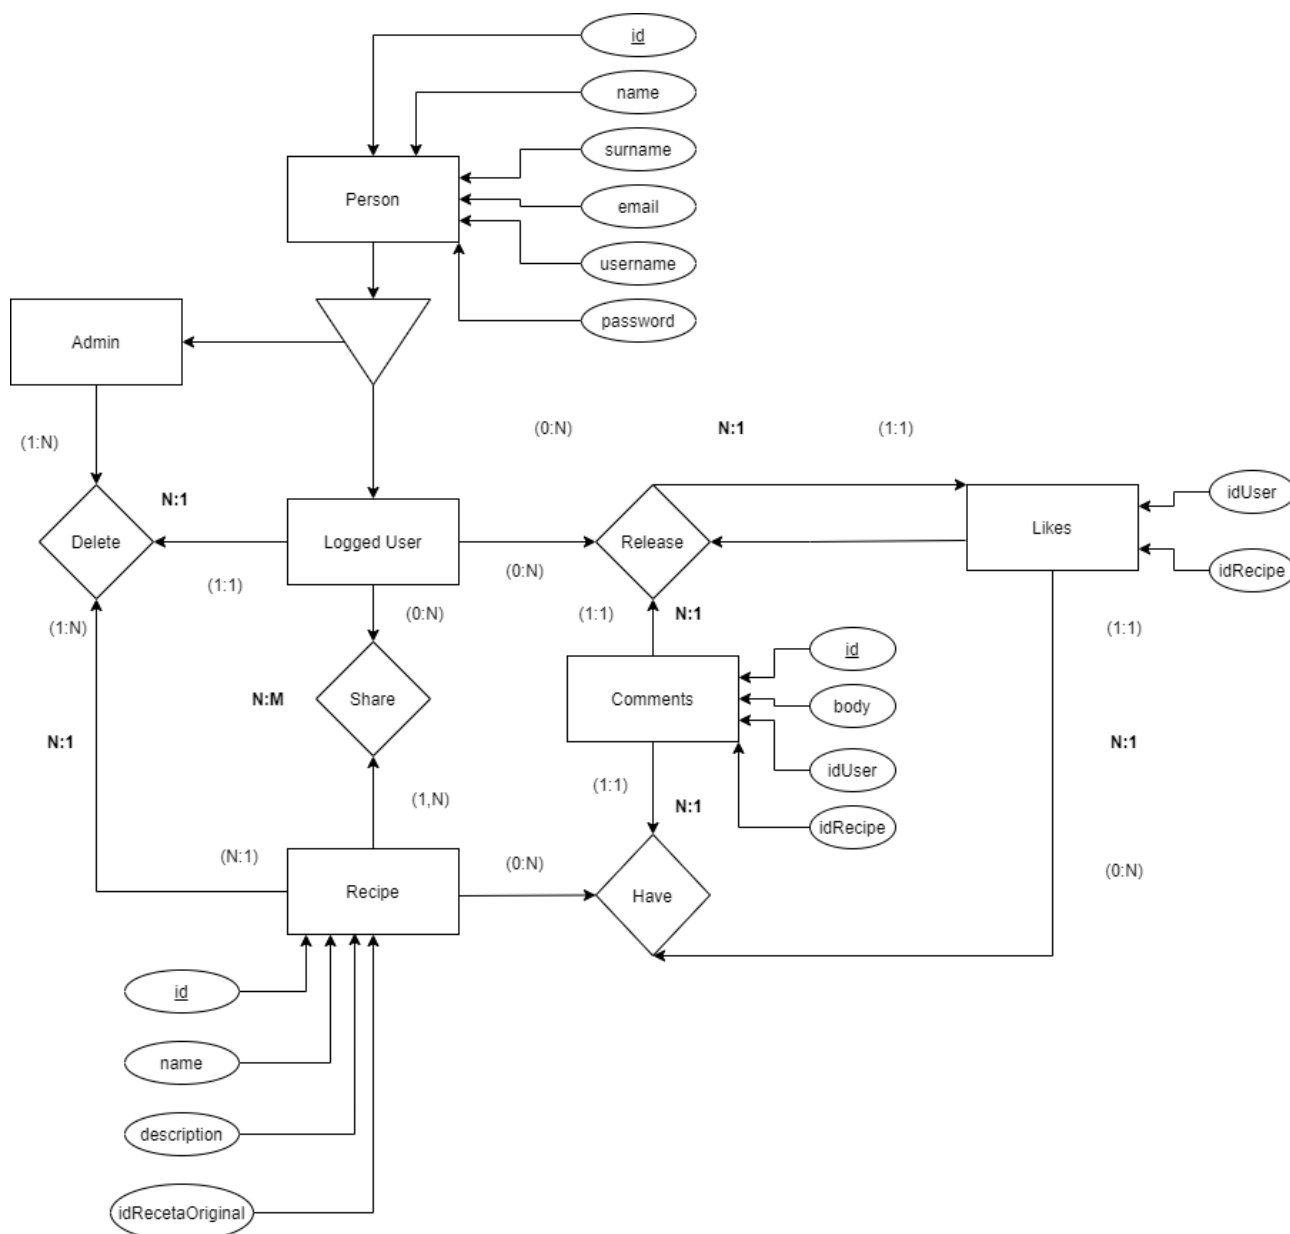 id
name
surname
Person
email
username
password
Admin
(1:N)
(0:N)
N:1
(1:1)
N:1
idUser
Delete
Logged User
Release
Likes
(1:1)
(0:N)
idRecipe
(1:N)
(0:N)
(1:1)
N:1
(1:1)
id
N:M
Share
Comments
body
N:1
N:1
idUser
(1:1)
(1,N)
N:1
idRecipe
(N:1)
(0:N)
(0:N)
Recipe
Have
id
name
description
idRecetaOriginal